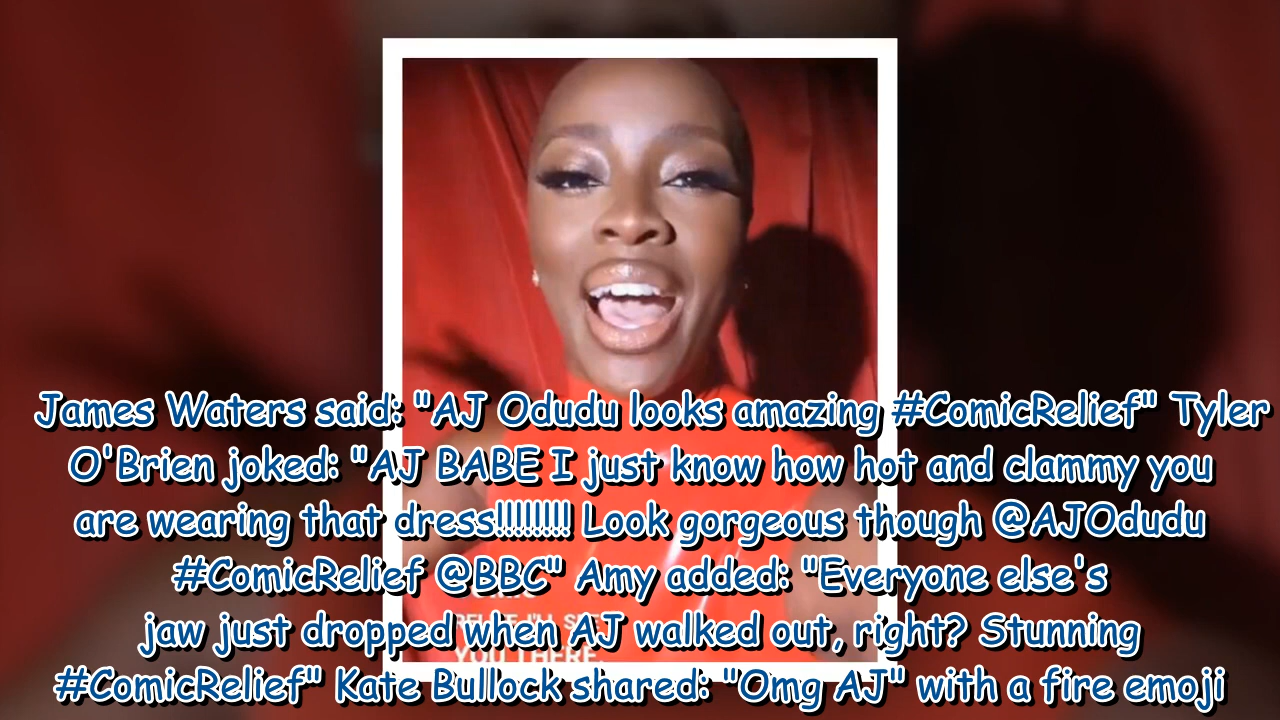 James Waters said: "AJ Odudu looks amazing #ComicRelief" Tyler
O'Brien joked: "AJ BABE I just know how hot and clammy you
are wearing that dress!!!!!!!!! Look gorgeous though @AJOdudu
#ComicRelief @BBC" Amy added: "Everyone else's
jaw just dropped when AJ walked out, right? Stunning
#ComicRelief" Kate Bullock shared: "Omg AJ" with a fire emoji
YOU THERE.